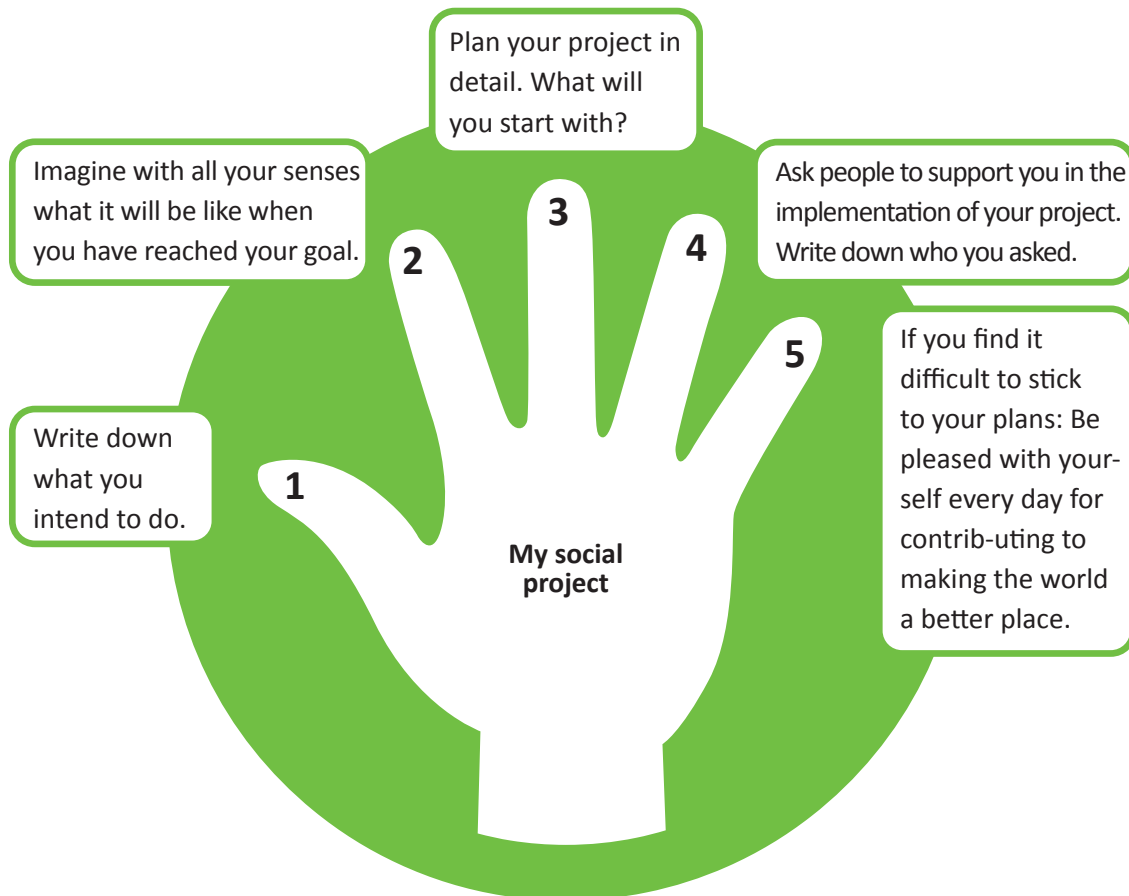 Plan your project in
detail. What will
you start with?
Imagine with all your senses
what it will be like when
you have reached your goal.
Ask people to support you in the
implementation of your project.
Write down who you asked.
If you find it
difficult to stick
to your plans: Be
pleased with your-
self every day for
contrib-uting to
making the world
a better place.
Write down
what you
intend to do.
1
2
3
4
5
My social
project